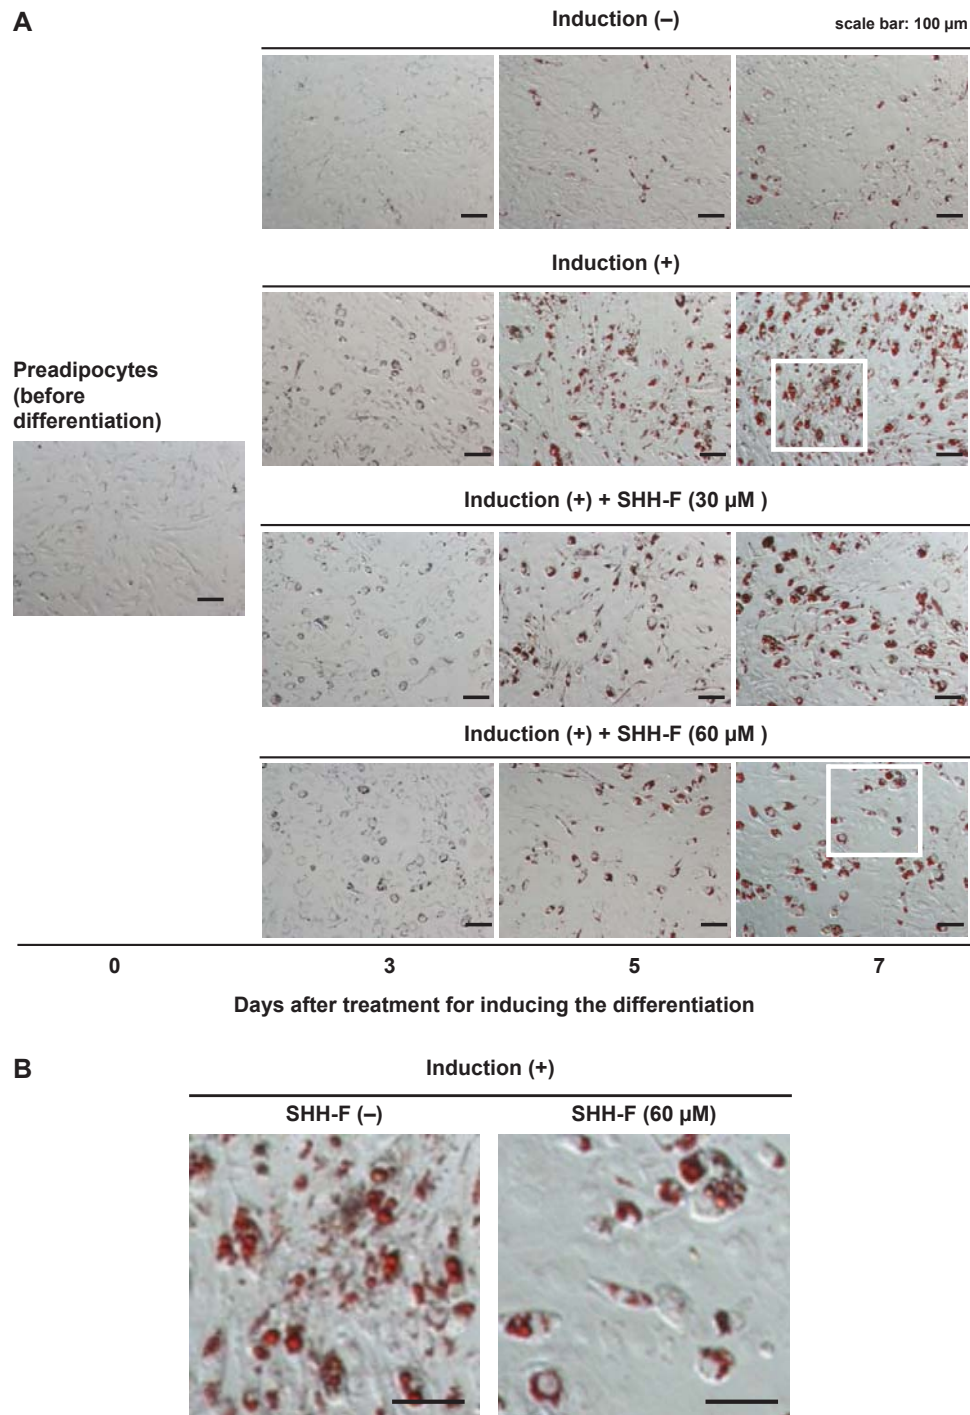 A
Induction (–)
scale bar: 100 µm
Induction (+)
Preadipocytes
(before
differentiation)
Induction (+) + SHH-F (30 µM )
Induction (+) + SHH-F (60 µM )
0 3 5 7
Days after treatment for inducing the differentiation
B
Induction (+)
SHH-F (–) SHH-F (60 µM)